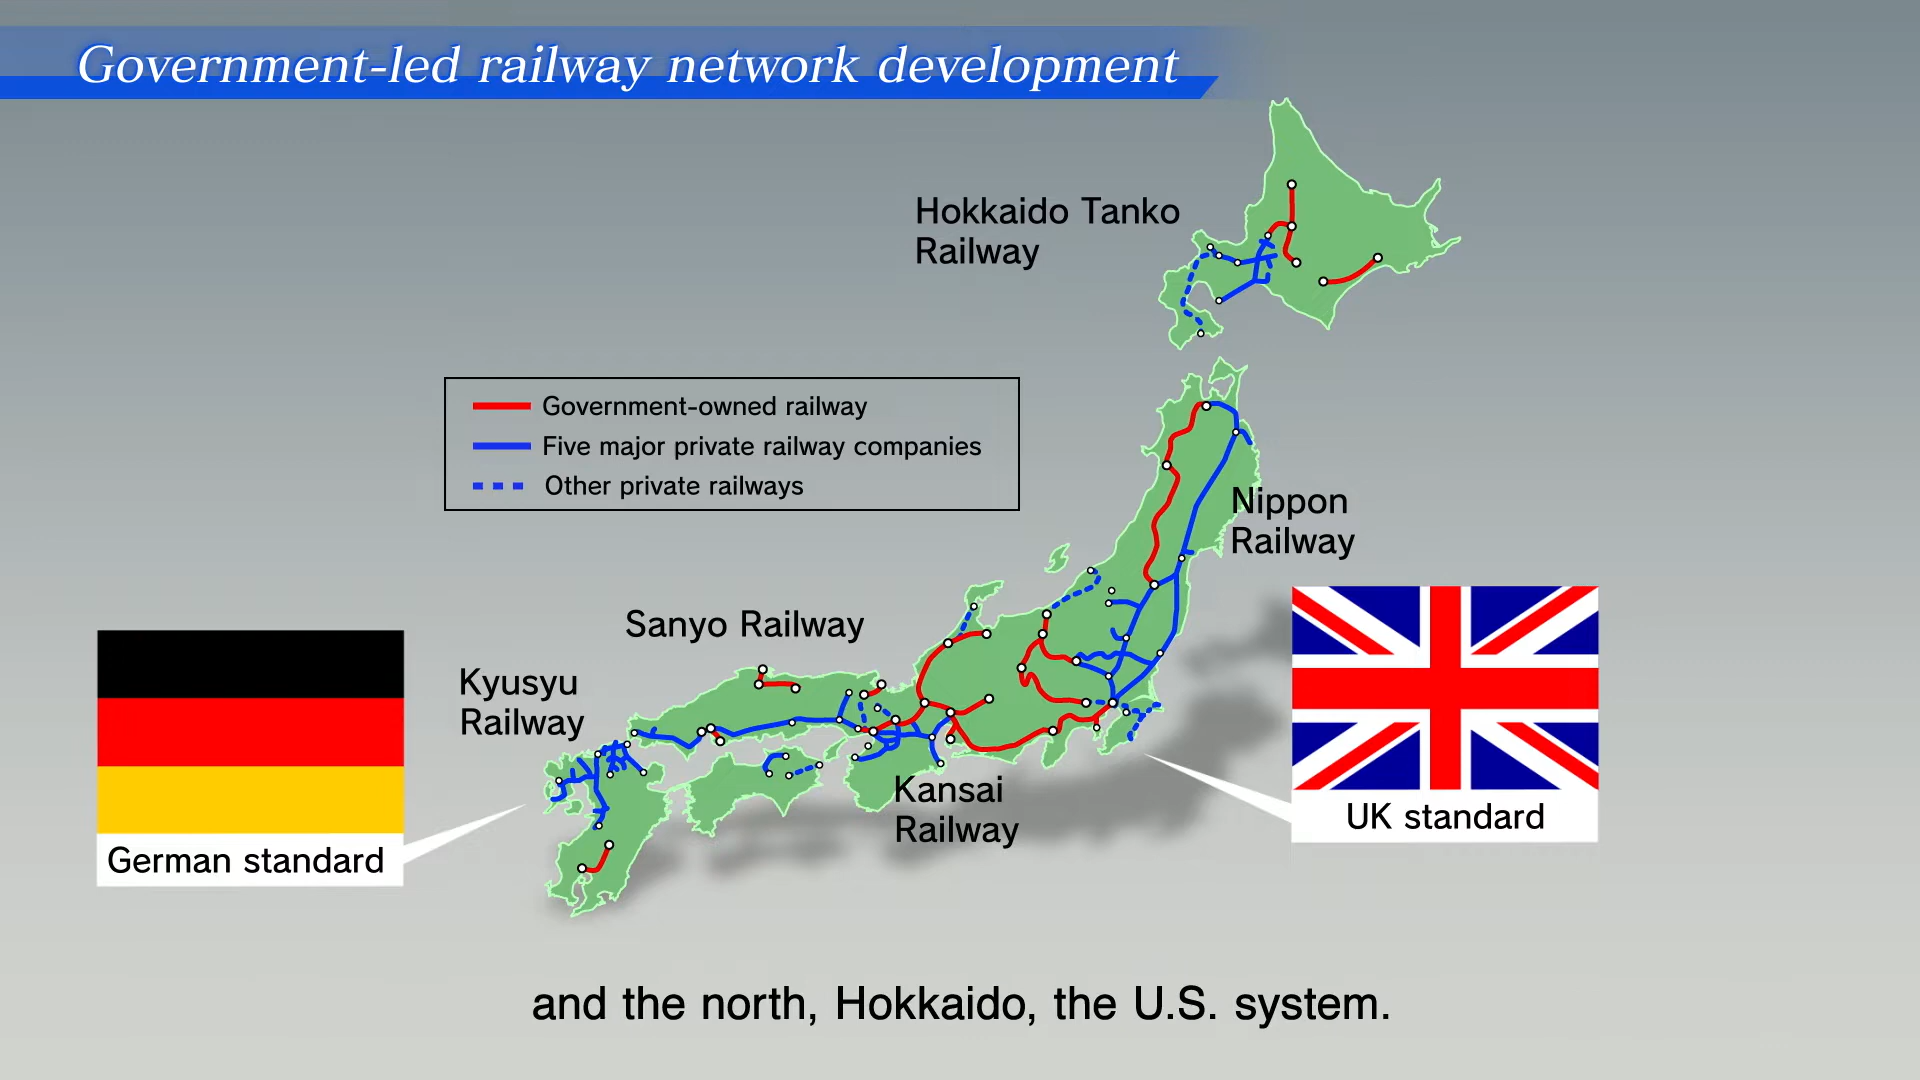 Government-led railway network development
Hokkaido Tanko
Railway
Government-owned railway
Five major private railway companies
Other private railways
Nippon
Railway
Sanyo Railway
Kyusyu
Railway
Kansai
Railway
UK standard
German standard
and the north, Hokkaido, the U.S. system.